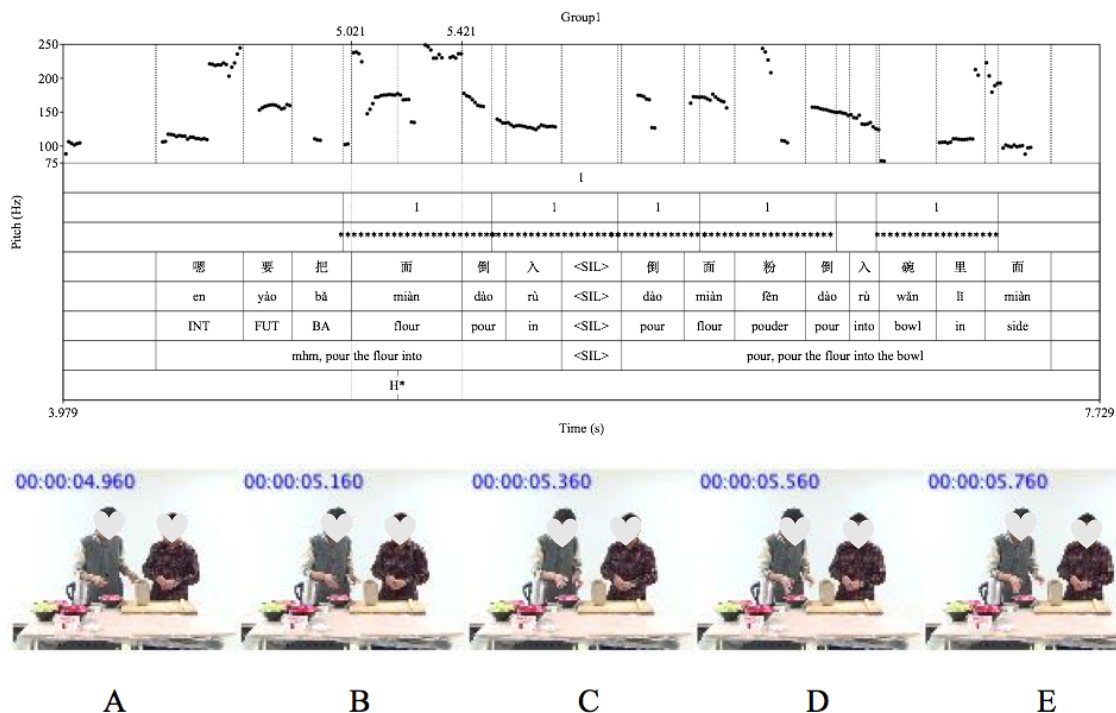 Group1
5.021 5.421
250
200
150
100
75
Pitch (Hz)
1
1 1 1 1 1
嗯 要 把 面 倒 入 <SIL> 倒 面 粉 倒 入 碗 里 面
en yào bǎ miàn dào rù <SIL> dào miàn fěn dào rù wǎn lǐ miàn
INT FUT BA flour pour in <SIL> pour flour pouder pour into bowl in side
mhm, pour the flour into <SIL> pour, pour the flour into the bowl
H*
3.979 7.729
Time (s)
00:00:04.960 00:00:05.160 00:00:05.360 00:00:05.560 00:00:05.760
A B C D E